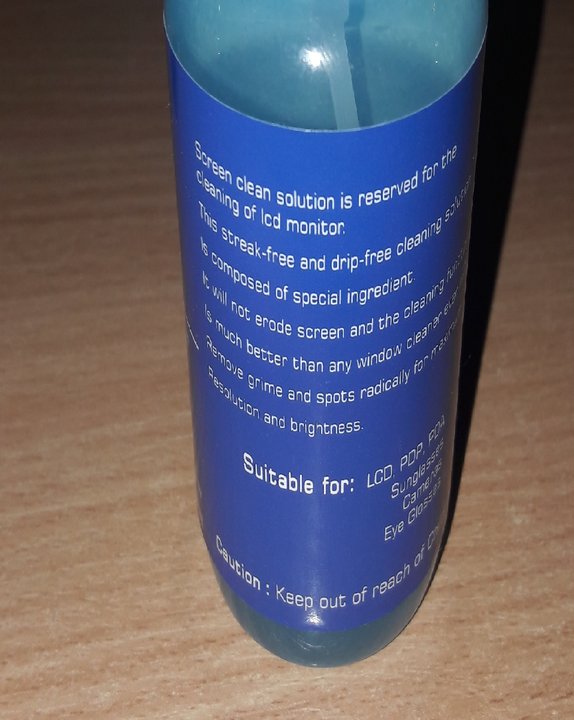 Screen clean solution is reserved for the
cleaning of lcd monitor.
This streak-free and drip-free cleaning
Is composed of special ingredient.
It will not erode screen and the cleaning
Is much better than any window cleaner
Remove grime and spots radically for
Resolution and brightness.
Suitable for: LCD, PDP, PDA
Sunglasses
Cameras
Eye Glosses
Caution : Keep out of reach of